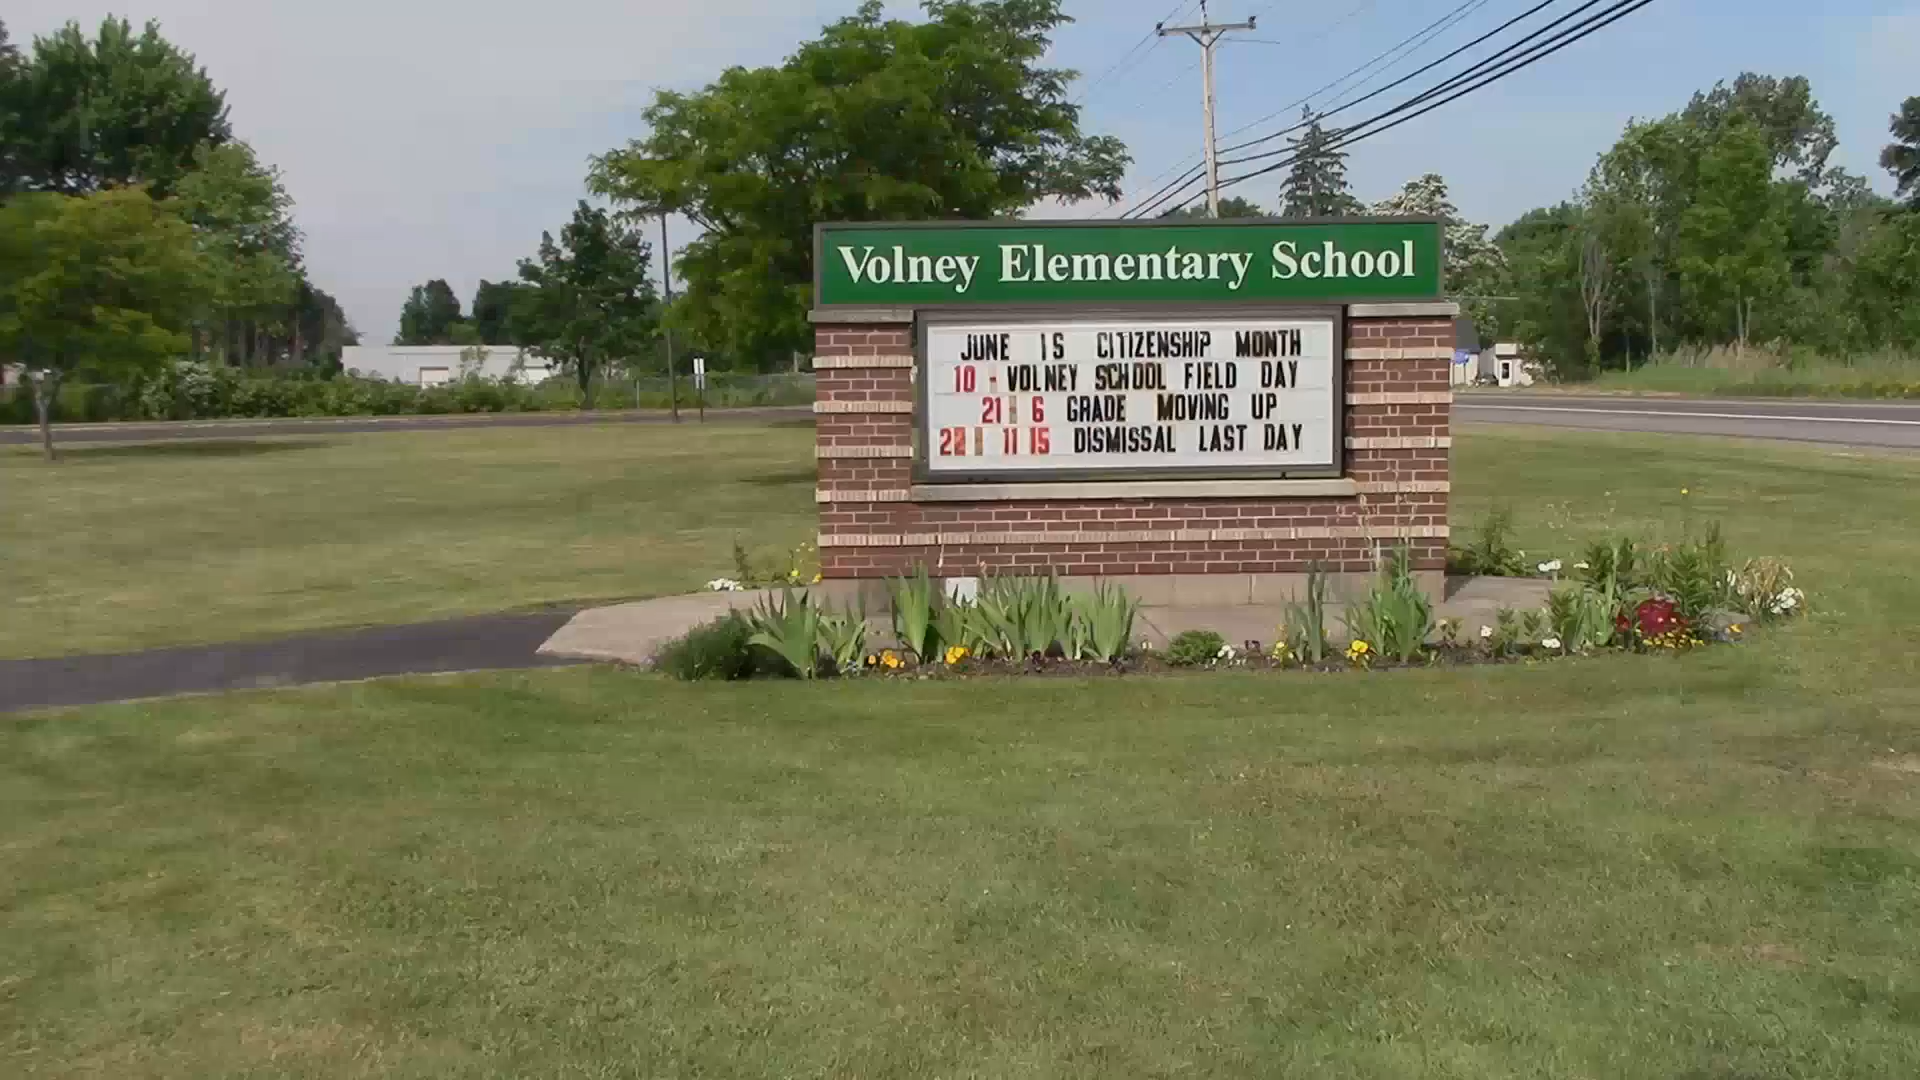 Volney Elementary School
JUNE IS CITIZENSHIP MONTH
10 - VOLNEY SCHOOL FIELD DAY
21 6 GRADE MOVING UP
11 15 DISMISSAL LAST DAY